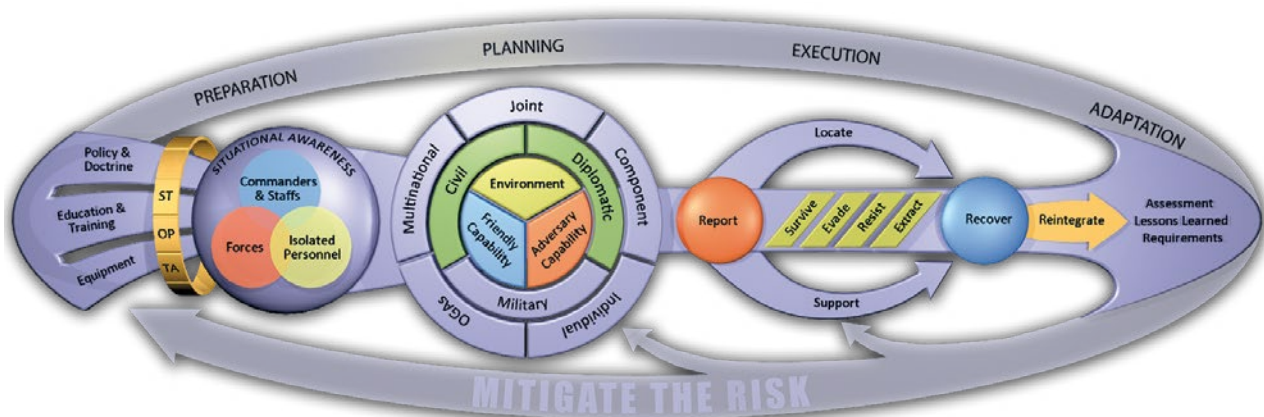 PREPARATION
PLANNING
EXECUTION
ADAPTATION
Policy &
Doctrine
Education &
Training
Equipment
ST
OP
TA
SITUATIONAL AWARENESS
Commanders
& Staffs
Forces
Isolated
Personnel
Joint
Multinational
Component
OGAs
Individual
Civil
Diplomatic
Military
Environment
Friendly
Capability
Adversary
Capability
Report
Locate
Survive
Evade
Resist
Extract
Support
Recover
Reintegrate
Assessment
Lessons Learned
Requirements
MITIGATE THE RISK